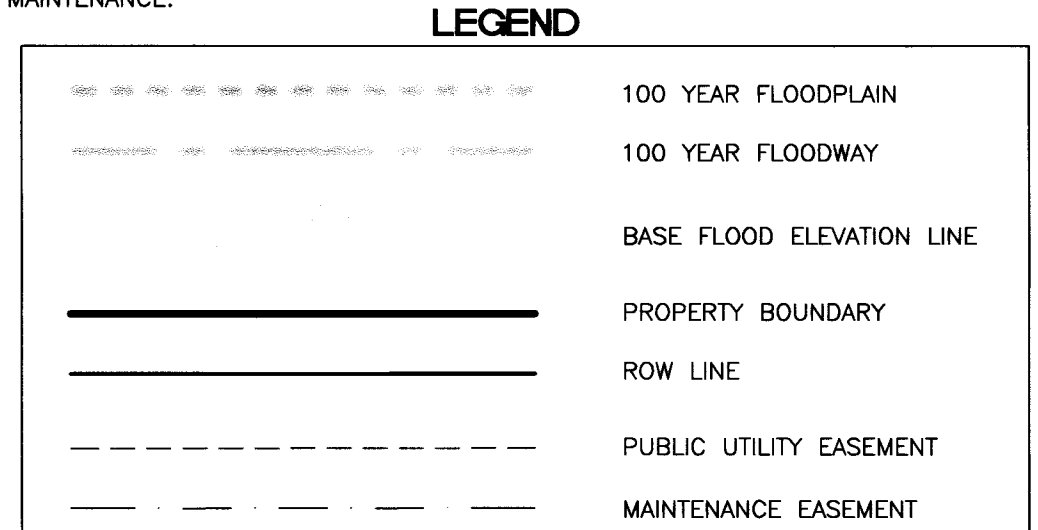 MAINTENANCE.
LEGEND
100 YEAR FLOODPLAIN
100 YEAR FLOODWAY
BASE FLOOD ELEVATION LINE
PROPERTY BOUNDARY
ROW LINE
PUBLIC UTILITY EASEMENT
MAINTENANCE EASEMENT